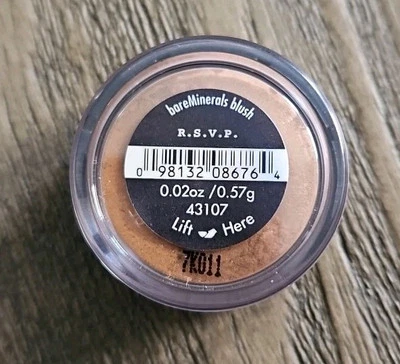 bareMinerals blush
R.S.V.P.
0 98132 08676 4
0.02oz /0.57g
43107
Lift Here
7K011